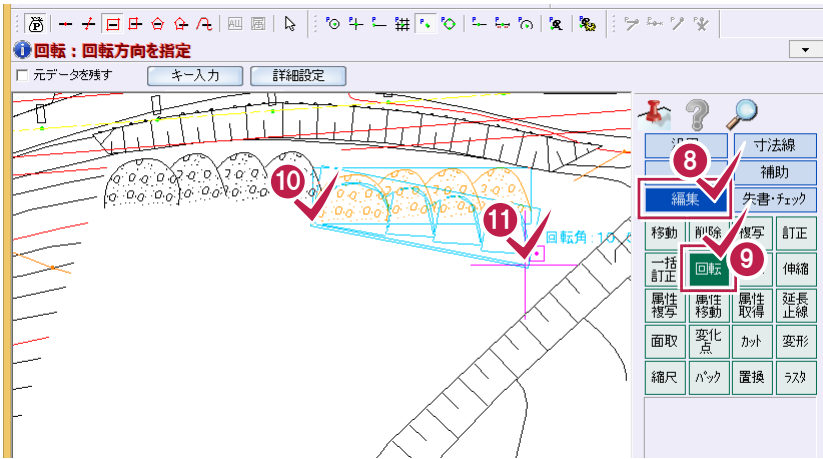 回転：回転方向を指定
元データを残す キー入力 詳細設定
寸法線
補助
編集 朱書・チェック
移動 削除 複写 訂正
一括訂正 回転 伸縮
属性複写 属性移動 属性取得 延長止線
面取 変化点 カット 変形
縮尺 パック 置換 ラスタ
回転角：10
8
9
10
11